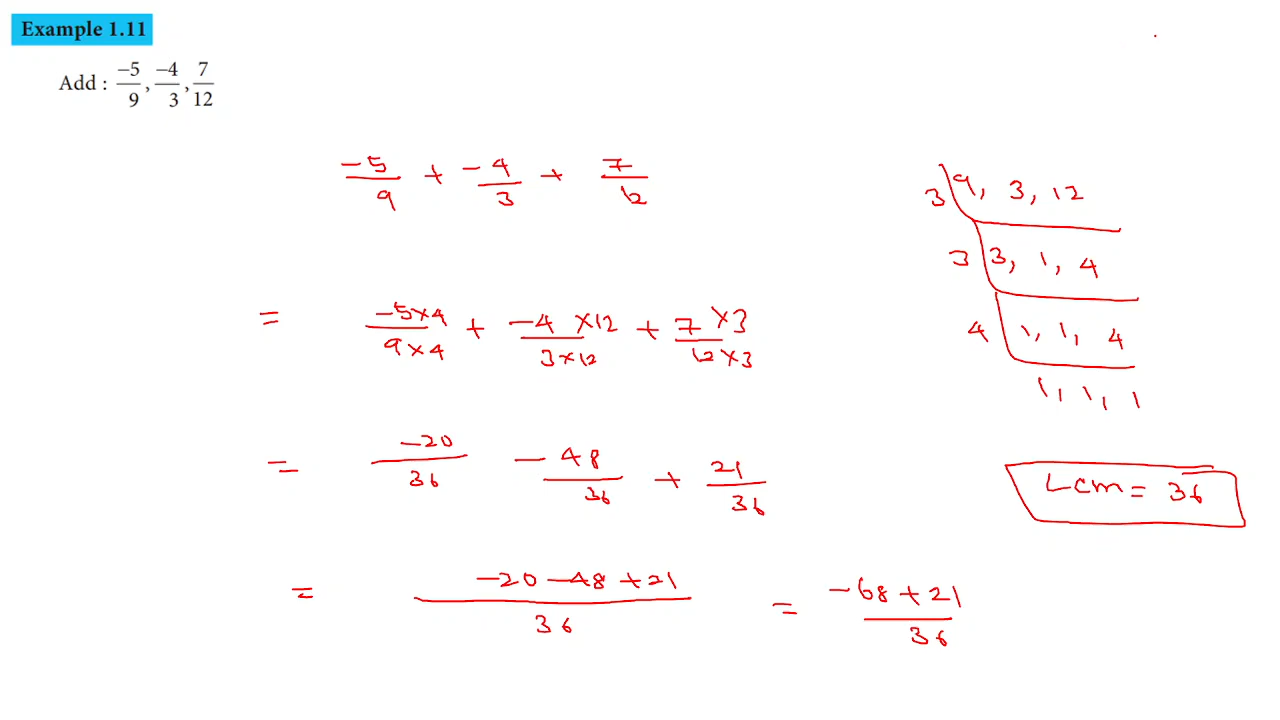 Example 1.11
Add : −5/9, −4/3, 7/12
−5/9 + −4/3 + 7/12
= −5×4/9×4 + −4×12/3×12 + 7×3/12×3
= −20/36 − 48/36 + 21/36
= −20−48+21/36 = −68+21/36
3 9, 3, 12
3 3, 1, 4
4 1, 1, 4
1, 1, 1
Lcm = 36